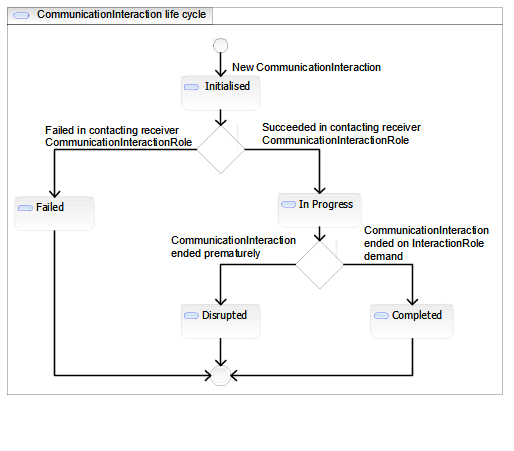 CommunicationInteraction life cycle
New CommunicationInteraction
Initialised
Failed in contacting receiver
CommunicationInteractionRole
Succeeded in contacting receiver
CommunicationInteractionRole
Failed
In Progress
CommunicationInteraction
ended prematurely
CommunicationInteraction
ended on InteractionRole
demand
Disrupted
Completed